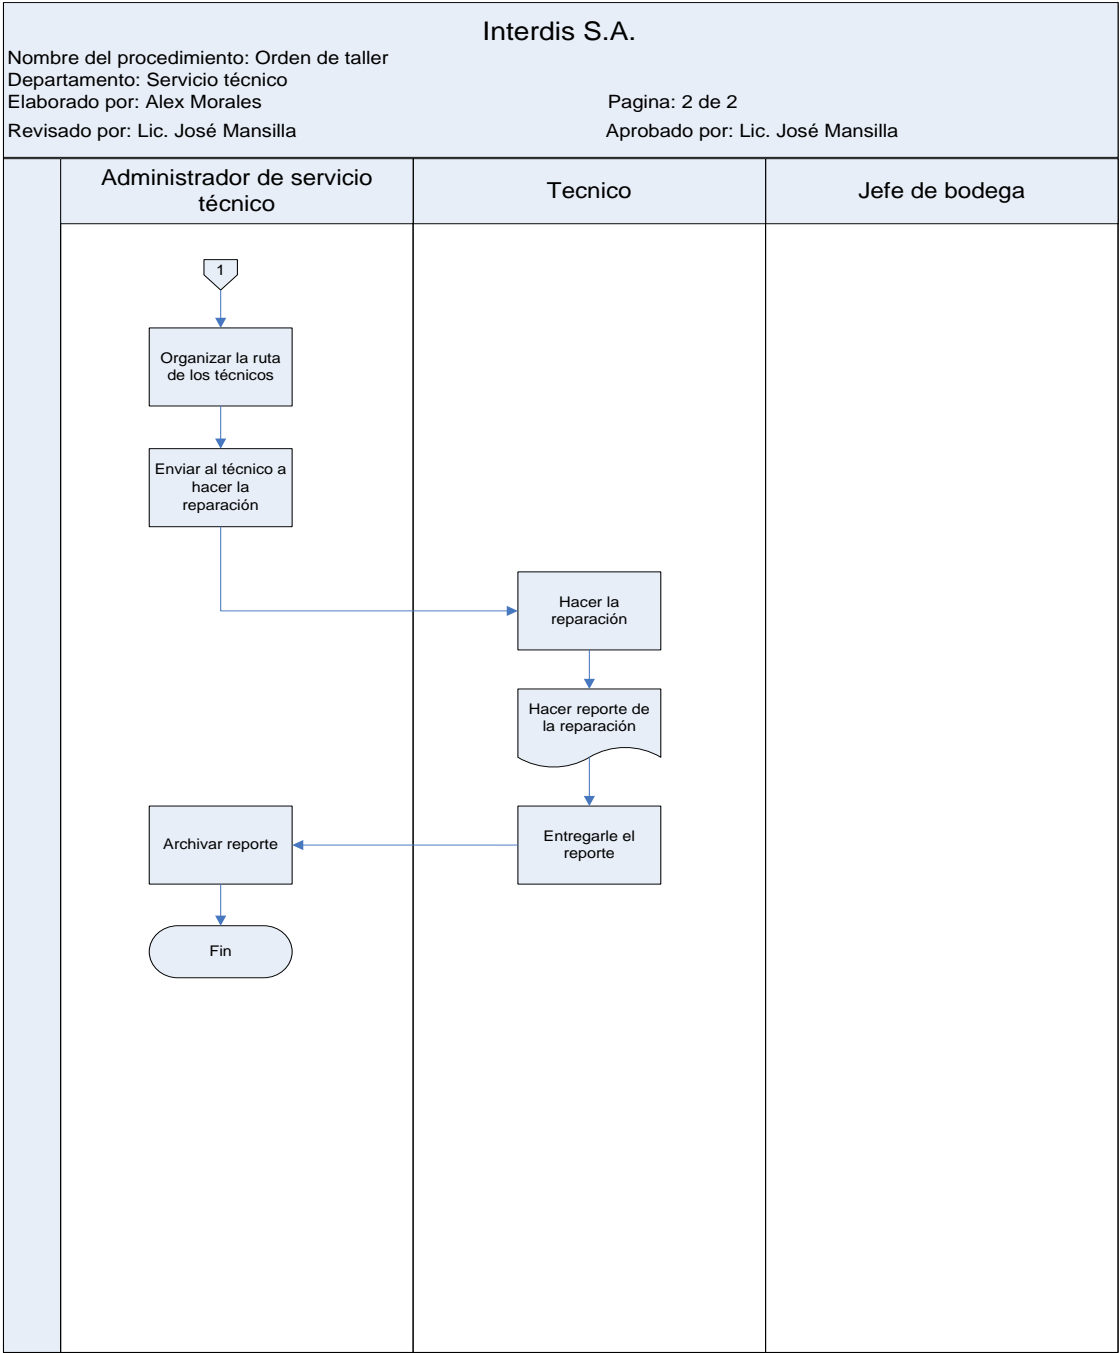 Interdis S.A.
Nombre del procedimiento: Orden de taller
Departamento: Servicio técnico
Elaborado por: Alex Morales
Pagina: 2 de 2
Revisado por: Lic. José Mansilla
Aprobado por: Lic. José Mansilla
Administrador de servicio
técnico
Tecnico
Jefe de bodega
1
Organizar la ruta
de los técnicos
Enviar al técnico a
hacer la
reparación
Hacer la
reparación
Hacer reporte de
la reparación
Entregarle el
reporte
Archivar reporte
Fin